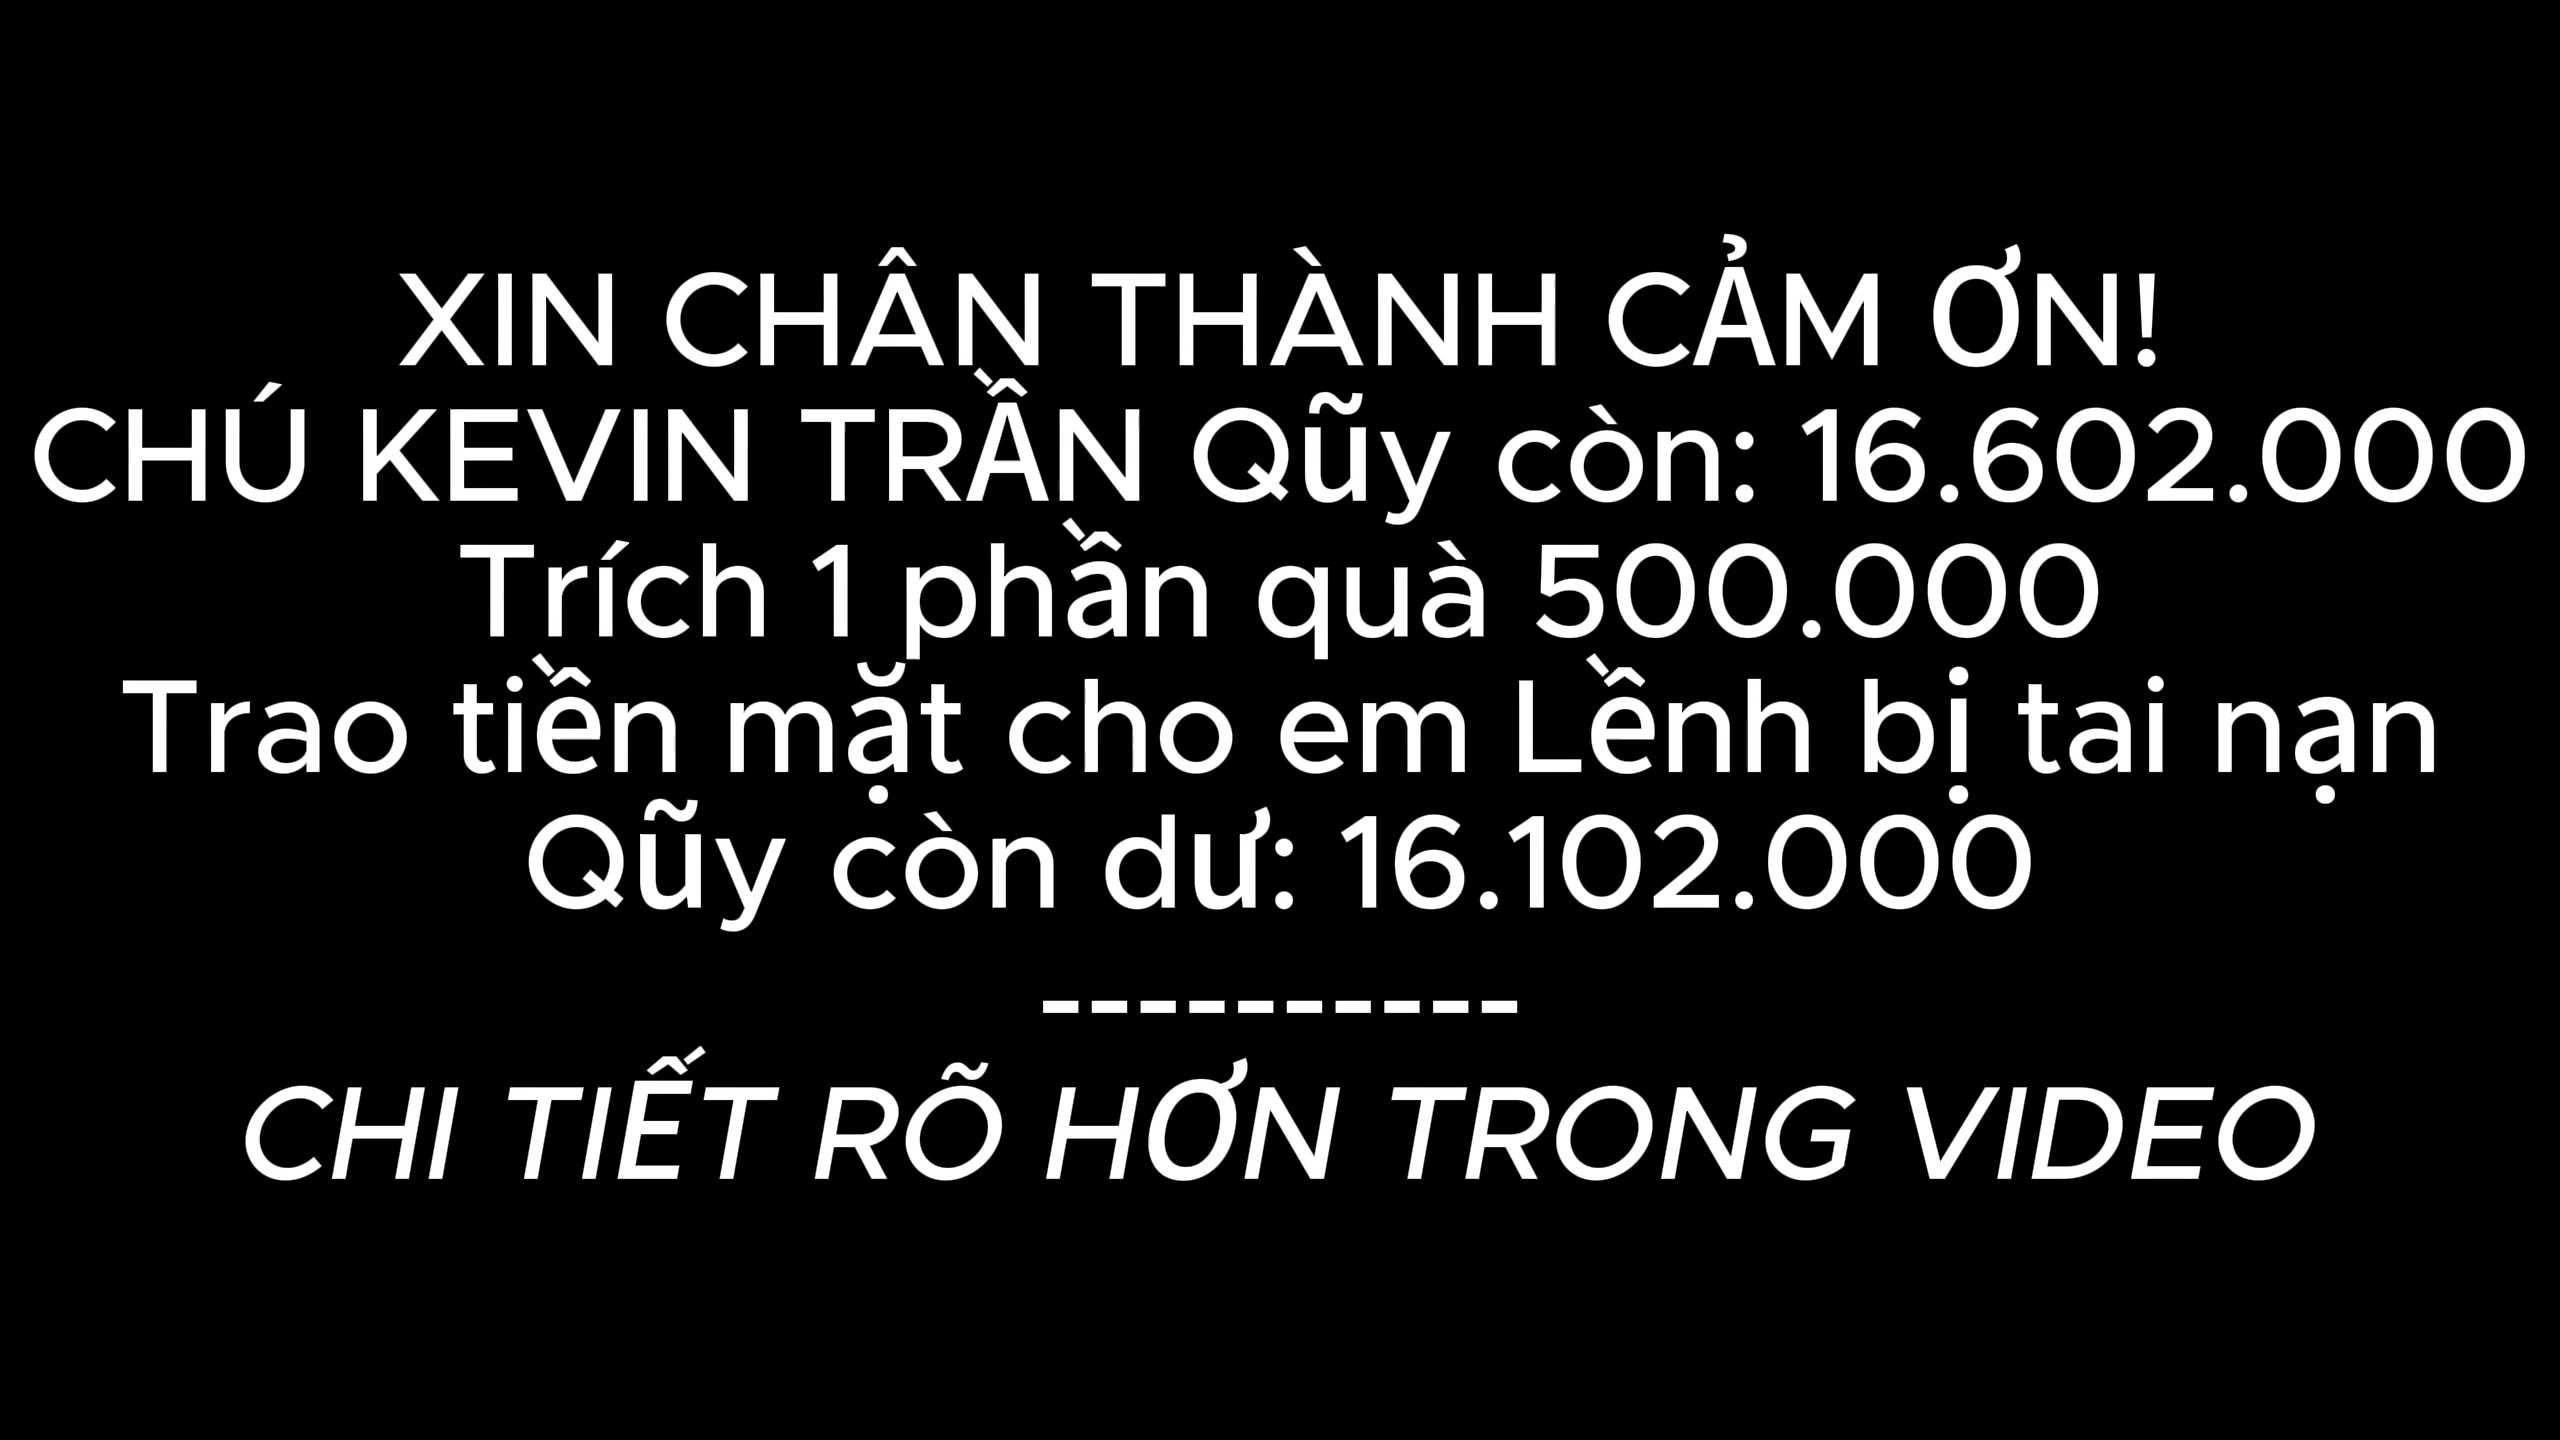 XIN CHÂN THÀNH CẢM ƠN!
CHÚ KEVIN TRẦN Qũy còn: 16.602.000
Trích 1 phần quà 500.000
Trao tiền mặt cho em Lềnh bị tai nạn
Qũy còn dư: 16.102.000
----------
CHI TIẾT RÕ HƠN TRONG VIDEO